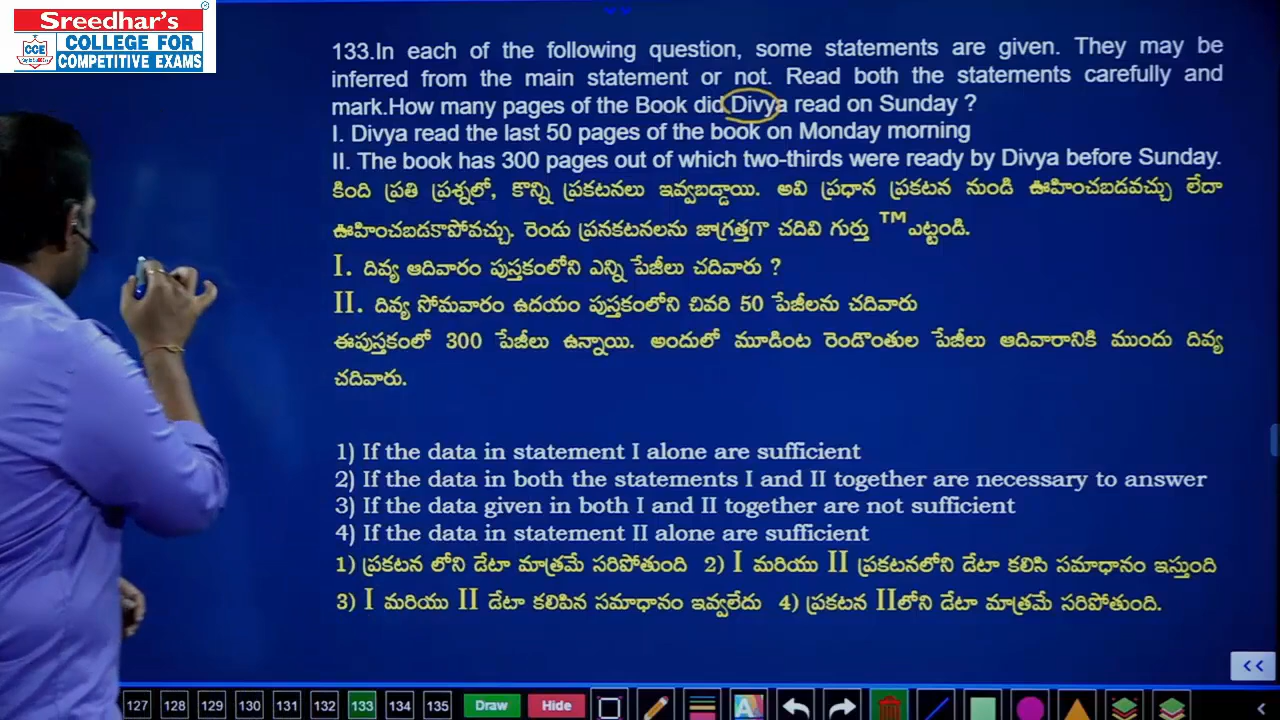 Sreedhar's
CCE
COLLEGE FOR
COMPETITIVE EXAMS
133.In each of the following question, some statements are given. They may be
inferred from the main statement or not. Read both the statements carefully and
mark.How many pages of the Book did Divya read on Sunday ?
I. Divya read the last 50 pages of the book on Monday morning
II. The book has 300 pages out of which two-thirds were ready by Divya before Sunday.
కింది ప్రతి ప్రశ్నలో, కొన్ని ప్రకటనలు ఇవ్వబడ్డాయి. అవి ప్రధాన ప్రకటన నుండి ఊహించబడవచ్చు లేదా
ఊహించబడకాపోవచ్చు. రెండు ప్రనకటనలను జాగ్రత్తగా చదివి గుర్తు ™ఎట్టండి.
I. దివ్య ఆదివారం పుస్తకంలోని ఎన్ని పేజీలు చదివారు ?
II. దివ్య సోమవారం ఉదయం పుస్తకంలోని చివరి 50 పేజీలను చదివారు
ఈపుస్తకంలో 300 పేజీలు ఉన్నాయి. అందులో మూడింట రెండొంతుల పేజీలు ఆదివారానికి ముందు దివ్య
చదివారు.
1) If the data in statement I alone are sufficient
2) If the data in both the statements I and II together are necessary to answer
3) If the data given in both I and II together are not sufficient
4) If the data in statement II alone are sufficient
1) ప్రకటన లోని డేటా మాత్రమే సరిపోతుంది 2) I మరియు II ప్రకటనలోని డేటా కలిసి సమాధానం ఇస్తుంది
3) I మరియు II డేటా కలిపిన సమాధానం ఇవ్వలేదు 4) ప్రకటన IIలోని డేటా మాత్రమే సరిపోతుంది.
<<
127 128 129 130 131 132 133 134 135 Draw Hide